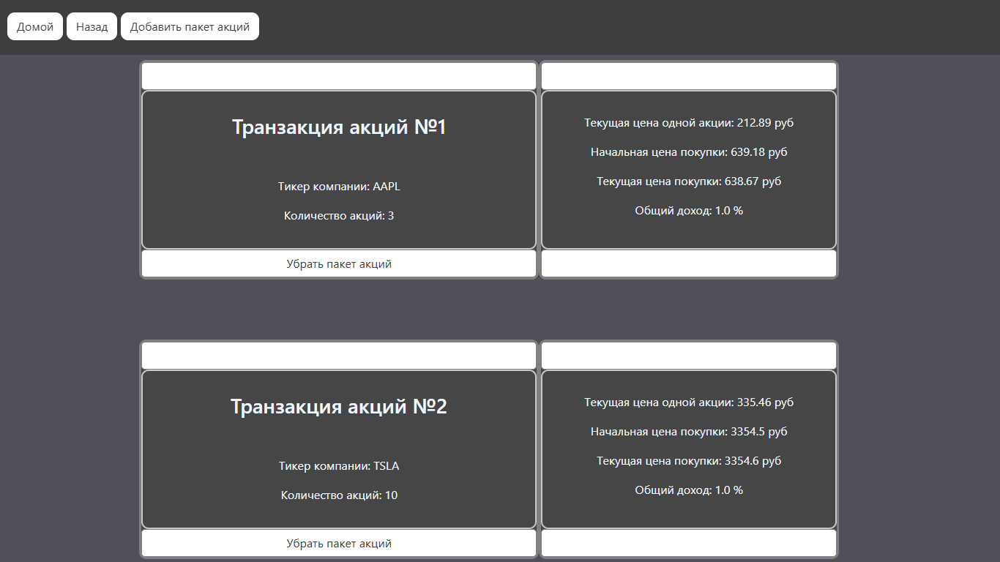 Домой Назад Добавить пакет акций
Транзакция акций №1
Тикер компании: AAPL
Количество акций: 3
Убрать пакет акций
Текущая цена одной акции: 212.89 руб
Начальная цена покупки: 639.18 руб
Текущая цена покупки: 638.67 руб
Общий доход: 1.0 %
Транзакция акций №2
Тикер компании: TSLA
Количество акций: 10
Убрать пакет акций
Текущая цена одной акции: 335.46 руб
Начальная цена покупки: 3354.5 руб
Текущая цена покупки: 3354.6 руб
Общий доход: 1.0 %